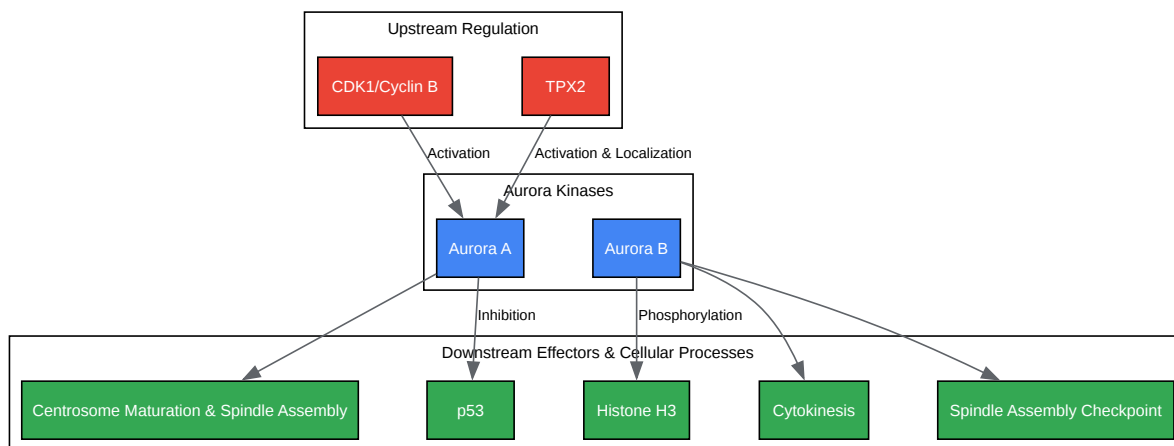 Upstream Regulation
CDK1/Cyclin B
TPX2
Activation
Activation & Localization
Aurora Kinases
Aurora A
Aurora B
Inhibition
Phosphorylation
Downstream Effectors & Cellular Processes
Centrosome Maturation & Spindle Assembly
p53
Histone H3
Cytokinesis
Spindle Assembly Checkpoint